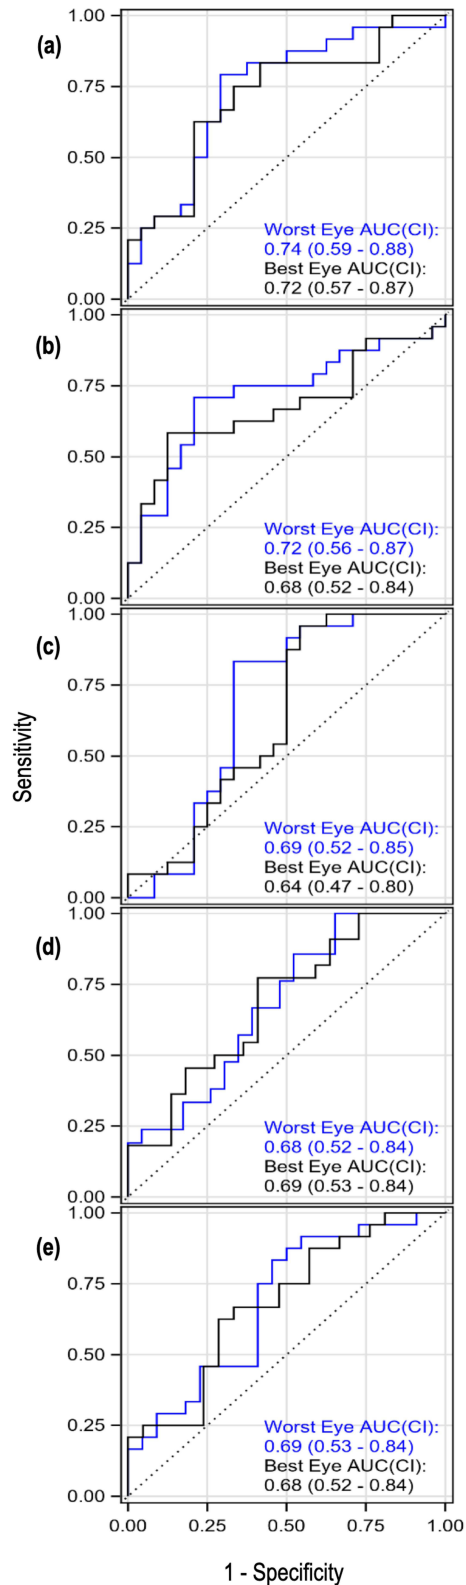 (a)
1.00
0.75
0.50
0.25
0.00
Worst Eye AUC(CI):
0.74 (0.59 - 0.88)
Best Eye AUC(CI):
0.72 (0.57 - 0.87)
(b)
1.00
0.75
0.50
0.25
0.00
Worst Eye AUC(CI):
0.72 (0.56 - 0.87)
Best Eye AUC(CI):
0.68 (0.52 - 0.84)
(c)
1.00
0.75
0.50
0.25
0.00
Worst Eye AUC(CI):
0.69 (0.52 - 0.85)
Best Eye AUC(CI):
0.64 (0.47 - 0.80)
Sensitivity
(d)
1.00
0.75
0.50
0.25
0.00
Worst Eye AUC(CI):
0.68 (0.52 - 0.84)
Best Eye AUC(CI):
0.69 (0.53 - 0.84)
(e)
1.00
0.75
0.50
0.25
0.00
Worst Eye AUC(CI):
0.69 (0.53 - 0.84)
Best Eye AUC(CI):
0.68 (0.52 - 0.84)
0.00 0.25 0.50 0.75 1.00
1 - Specificity